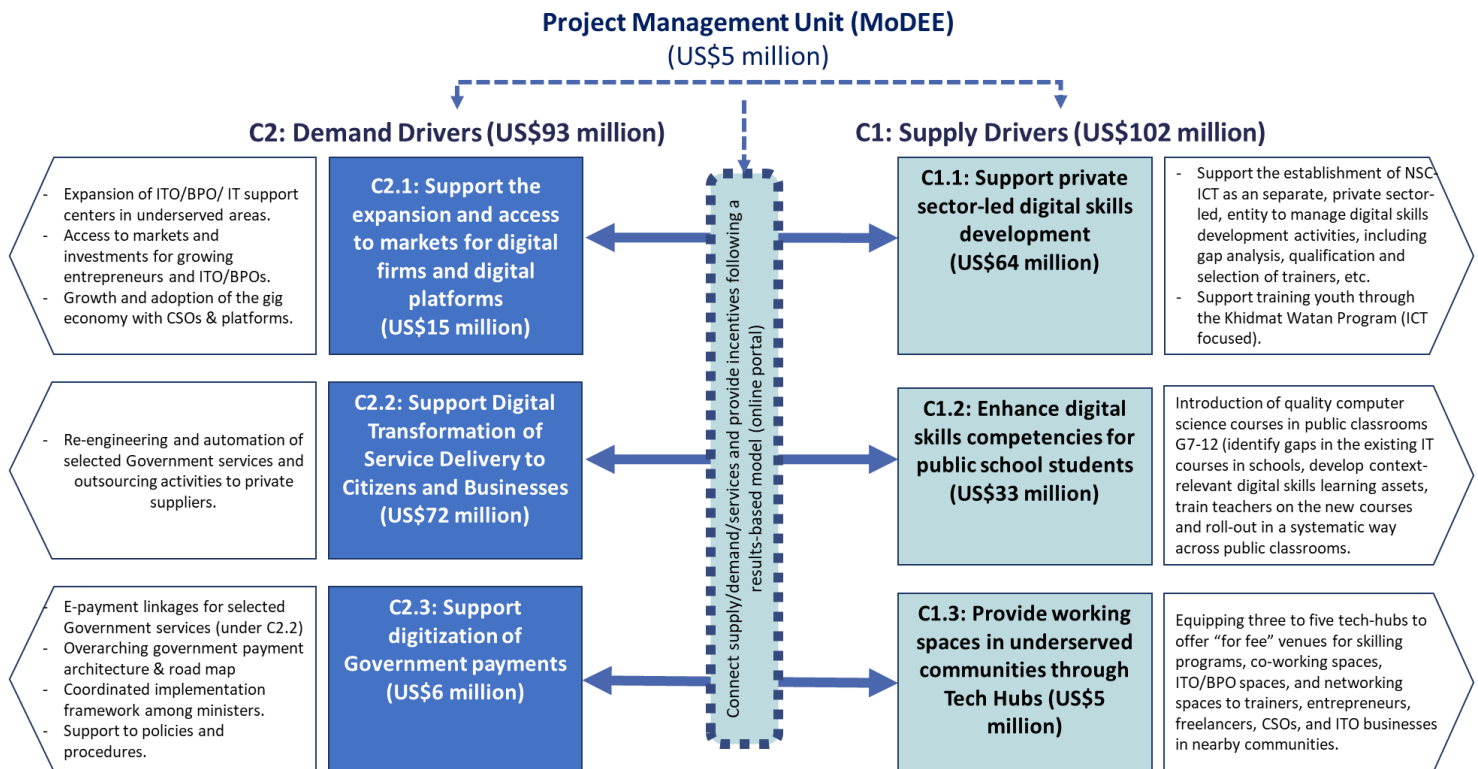 Project Management Unit (MoDEE)
(US$5 million)
C2: Demand Drivers (US$93 million)
C1: Supply Drivers (US$102 million)
- Expansion of ITO/BPO/ IT support
centers in underserved areas.
- Access to markets and
investments for growing
entrepreneurs and ITO/BPOs.
- Growth and adoption of the gig
economy with CSOs & platforms.
C2.1: Support the
expansion and access
to markets for digital
firms and digital
platforms
(US$15 million)
- Re-engineering and automation of
selected Government services and
outsourcing activities to private
suppliers.
C2.2: Support Digital
Transformation of
Service Delivery to
Citizens and Businesses
(US$72 million)
- E-payment linkages for selected
Government services (under C2.2)
- Overarching government payment
architecture & road map
- Coordinated implementation
framework among ministers.
- Support to policies and
procedures.
C2.3: Support
digitization of
Government payments
(US$6 million)
Connect supply/demand/services and provide incentives following a
results-based model (online portal)
C1.1: Support private
sector-led digital skills
development
(US$64 million)
- Support the establishment of NSC-
ICT as an separate, private sector-
led, entity to manage digital skills
development activities, including
gap analysis, qualification and
selection of trainers, etc.
- Support training youth through
the Khidmat Watan Program (ICT
focused).
C1.2: Enhance digital
skills competencies for
public school students
(US$33 million)
Introduction of quality computer
science courses in public classrooms
G7-12 (identify gaps in the existing IT
courses in schools, develop context-
relevant digital skills learning assets,
train teachers on the new courses
and roll-out in a systematic way
across public classrooms.
C1.3: Provide working
spaces in underserved
communities through
Tech Hubs (US$5
million)
Equipping three to five tech-hubs to
offer “for fee” venues for skilling
programs, co-working spaces,
ITO/BPO spaces, and networking
spaces to trainers, entrepreneurs,
freelancers, CSOs, and ITO businesses
in nearby communities.